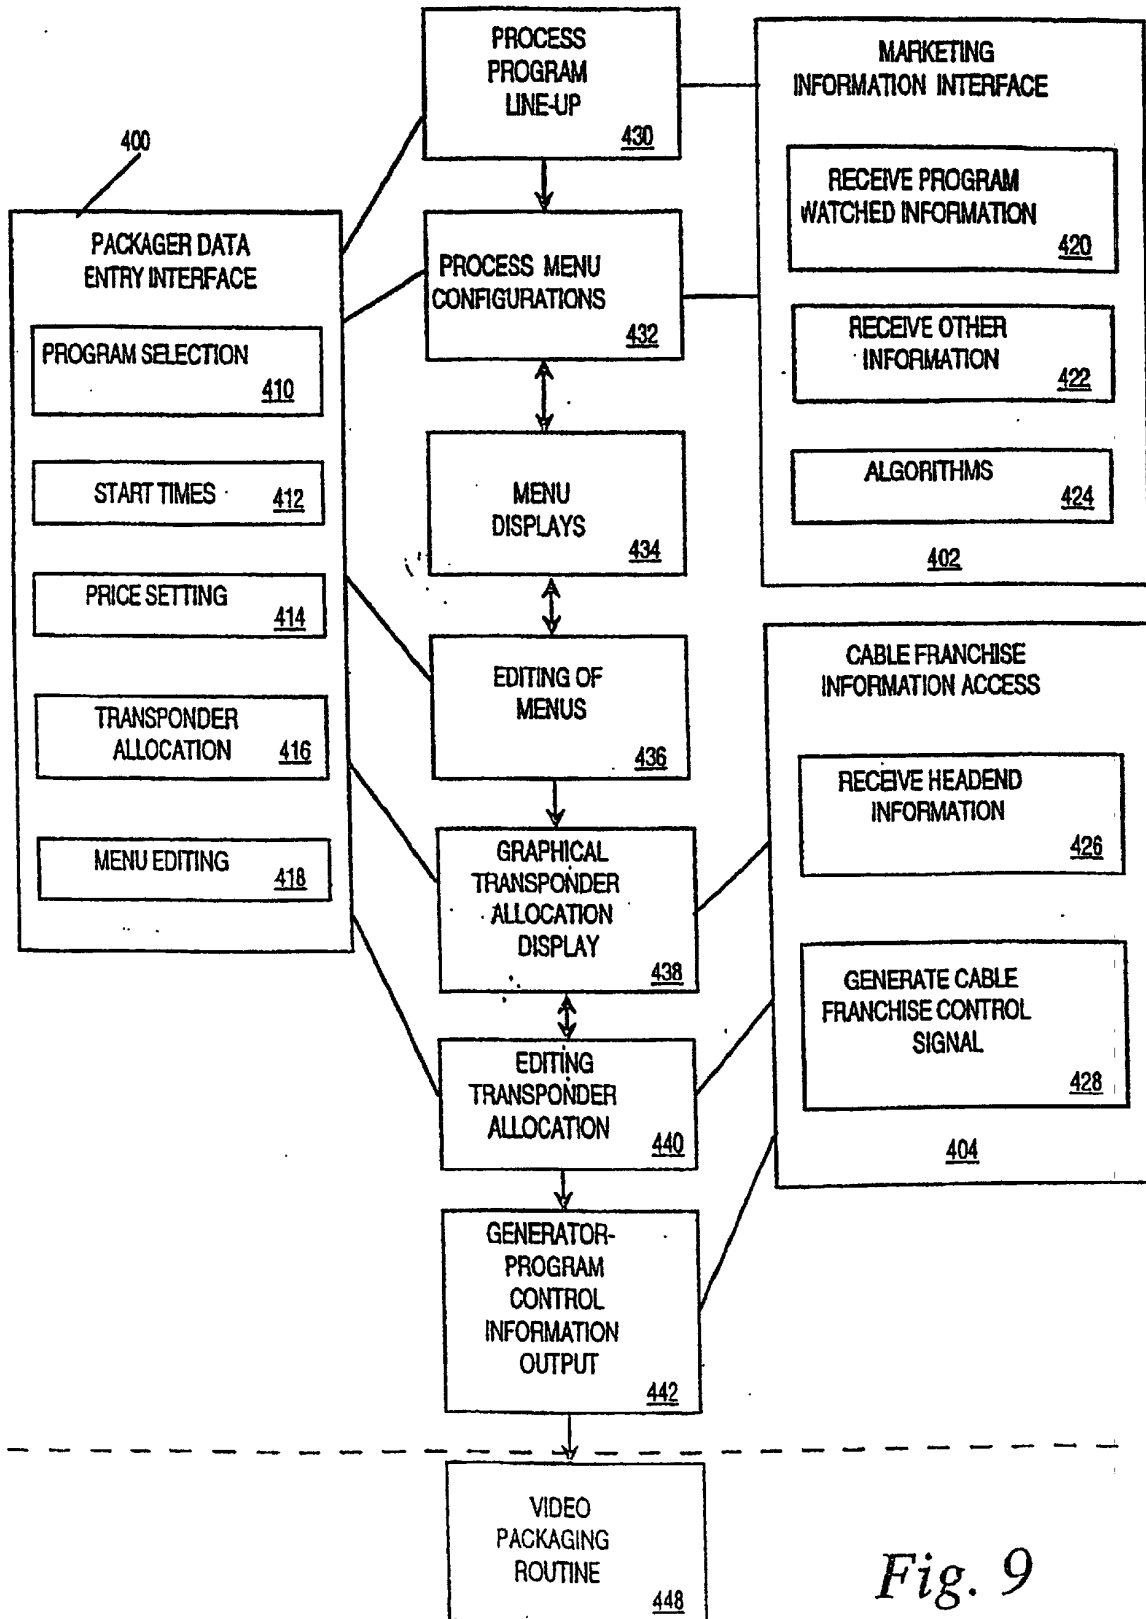 PROCESS
PROGRAM
LINE-UP
430
MARKETING
INFORMATION INTERFACE
RECEIVE PROGRAM
WATCHED INFORMATION
420
RECEIVE OTHER
INFORMATION
422
ALGORITHMS
424
402
400
PACKAGER DATA
ENTRY INTERFACE
PROGRAM SELECTION
410
START TIMES
412
PRICE SETTING
414
TRANSPONDER
ALLOCATION
416
MENU EDITING
418
PROCESS MENU
CONFIGURATIONS
432
MENU
DISPLAYS
434
EDITING OF
MENUS
436
GRAPHICAL
TRANSPONDER
ALLOCATION
DISPLAY
438
EDITING
TRANSPONDER
ALLOCATION
440
GENERATOR-
PROGRAM
CONTROL
INFORMATION
OUTPUT
442
CABLE FRANCHISE
INFORMATION ACCESS
RECEIVE HEADEND
INFORMATION
426
GENERATE CABLE
FRANCHISE CONTROL
SIGNAL
428
404
VIDEO
PACKAGING
ROUTINE
448
Fig. 9